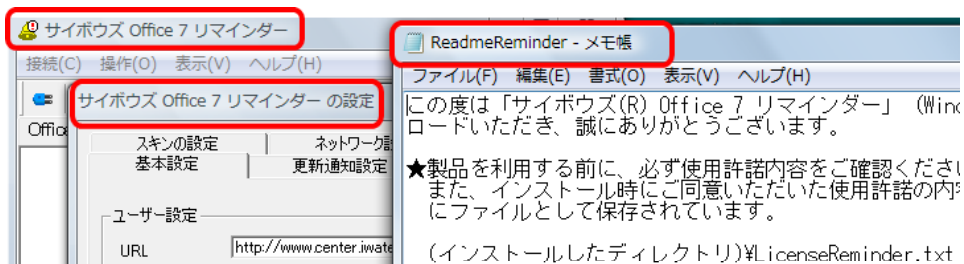 サイボウズ Office 7 リマインダー
接続(C) 操作(O) 表示(V) ヘルプ(H)
サイボウズ Office 7 リマインダー の設定
スキンの設定
基本設定 更新通知設定
ユーザー設定
URL http://www.center.iwate
ReadmeReminder - メモ帳
ファイル(F) 編集(E) 書式(O) 表示(V) ヘルプ(H)
この度は「サイボウズ(R) Office 7 リマインダー」 (Wind
ロードいただき、誠にありがとうございます。
★製品を利用する前に、必ず使用許諾内容をご確認くださ
また、インストール時にご同意いただいた使用許諾の内
にファイルとして保存されています。
(インストールしたディレクトリ)¥LicenseReminder.txt